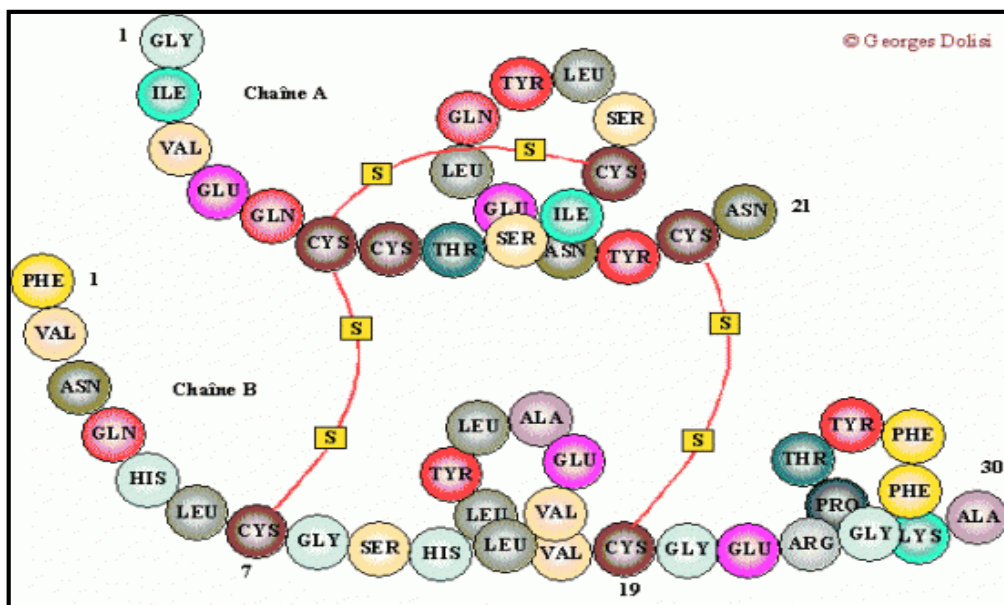 © Georges Dolisi
1
GLY
ILE
VAL
GLU
GLN
CYS
CYS
THR
SER
ILE
CYS
SER
LEU
TYR
GLN
LEU
GLU
ASN
TYR
CYS
ASN
21
Chaîne A
S
S
S
S
S
S
Chaîne B
1
PHE
VAL
ASN
GLN
HIS
LEU
CYS
7
GLY
SER
HIS
LEU
VAL
GLU
ALA
LEU
TYR
LEU
VAL
CYS
19
GLY
GLU
ARG
GLY
PHE
PHE
TYR
THR
PRO
LYS
ALA
30